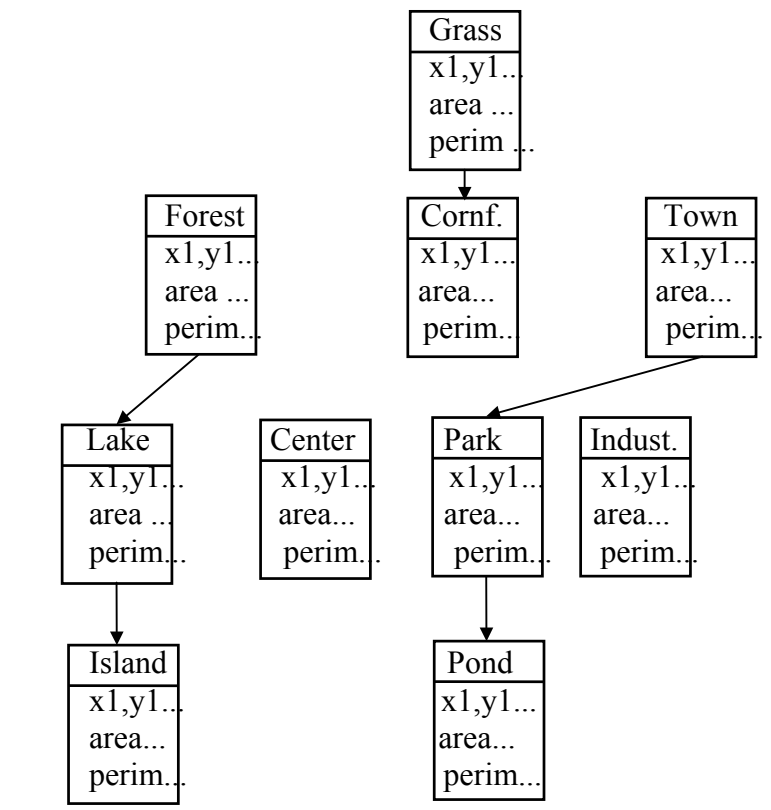 Grass
x1,y1...
area ...
perim ...
Forest
x1,y1...
area ...
perim...
Cornf.
x1,y1...
area...
perim...
Town
x1,y1...
area...
perim...
Lake
x1,y1...
area ...
perim...
Center
x1,y1...
area...
perim...
Park
x1,y1...
area...
perim...
Indust.
x1,y1...
area...
perim...
Island
x1,y1...
area...
perim...
Pond
x1,y1...
area...
perim...